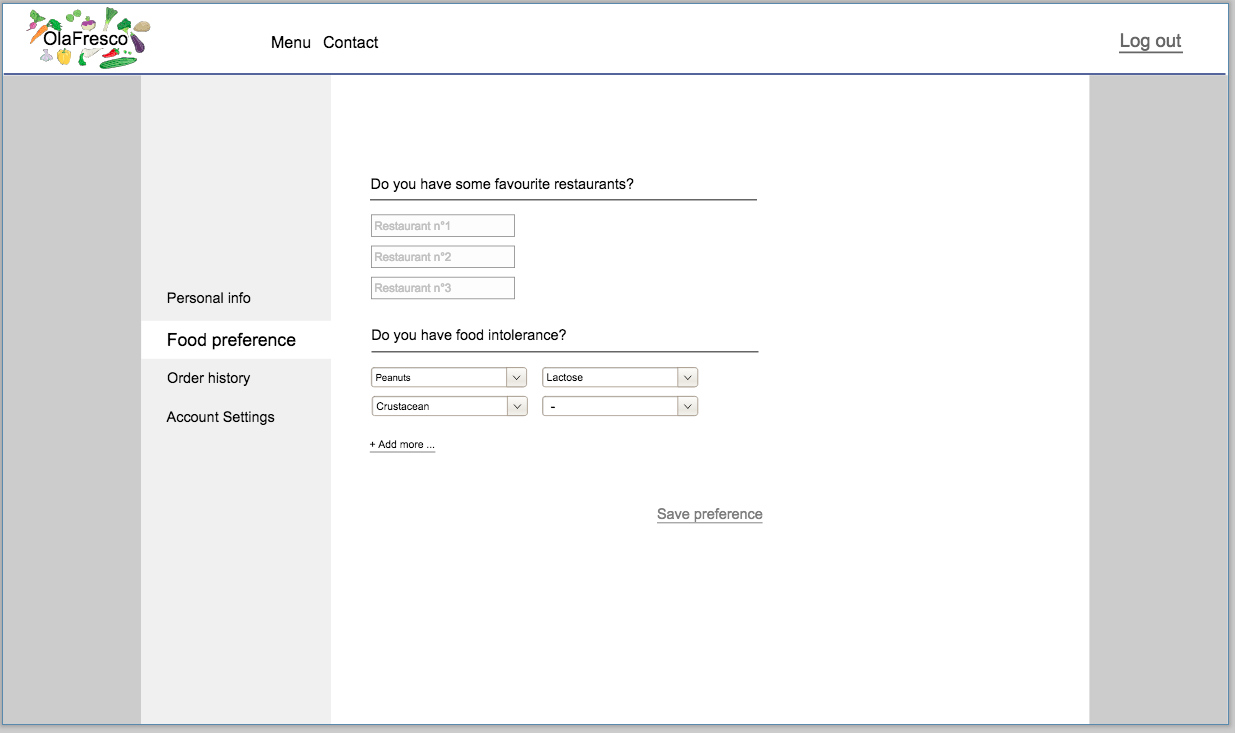 OlaFresco
Menu Contact
Log out
Personal info
Food preference
Order history
Account Settings
Do you have some favourite restaurants?
Restaurant n°1
Restaurant n°2
Restaurant n°3
Do you have food intolerance?
Peanuts Lactose
Crustacean -
+ Add more ...
Save preference